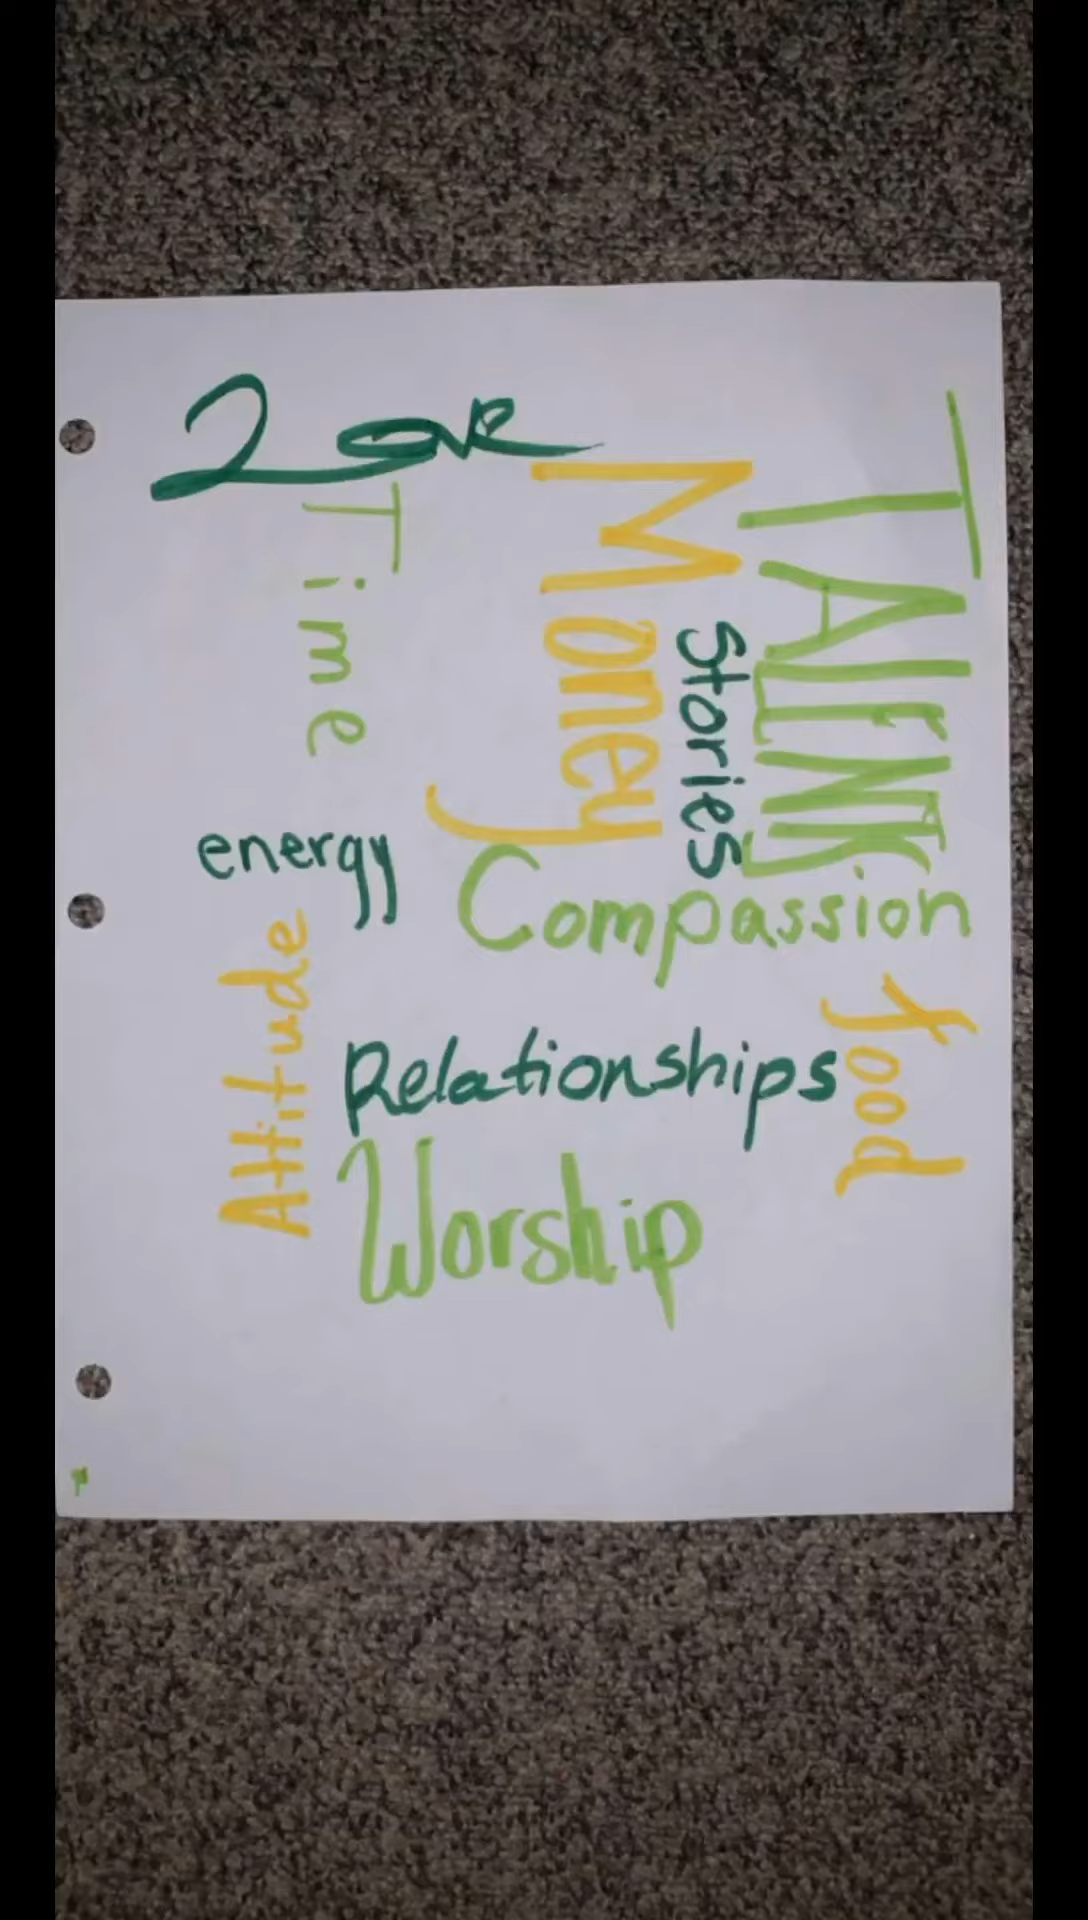 Love
TALENTS
Money
Time
Stories
energy
Compassion
Attitude
food
Relationships
Worship